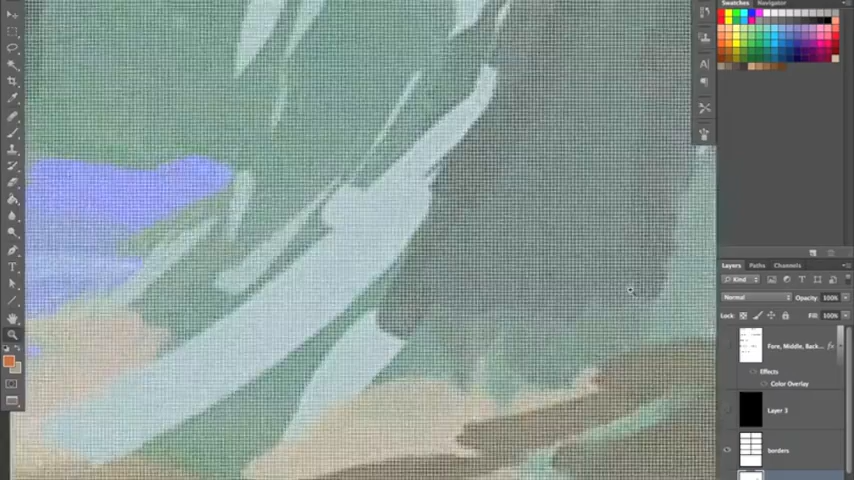 Swatches Navigator
Layers Paths Channels
Kind
Normal Opacity: 100%
Lock: Fill: 100%
Fore, Middle, Back... fx
Effects
Color Overlay
Layer 3
borders